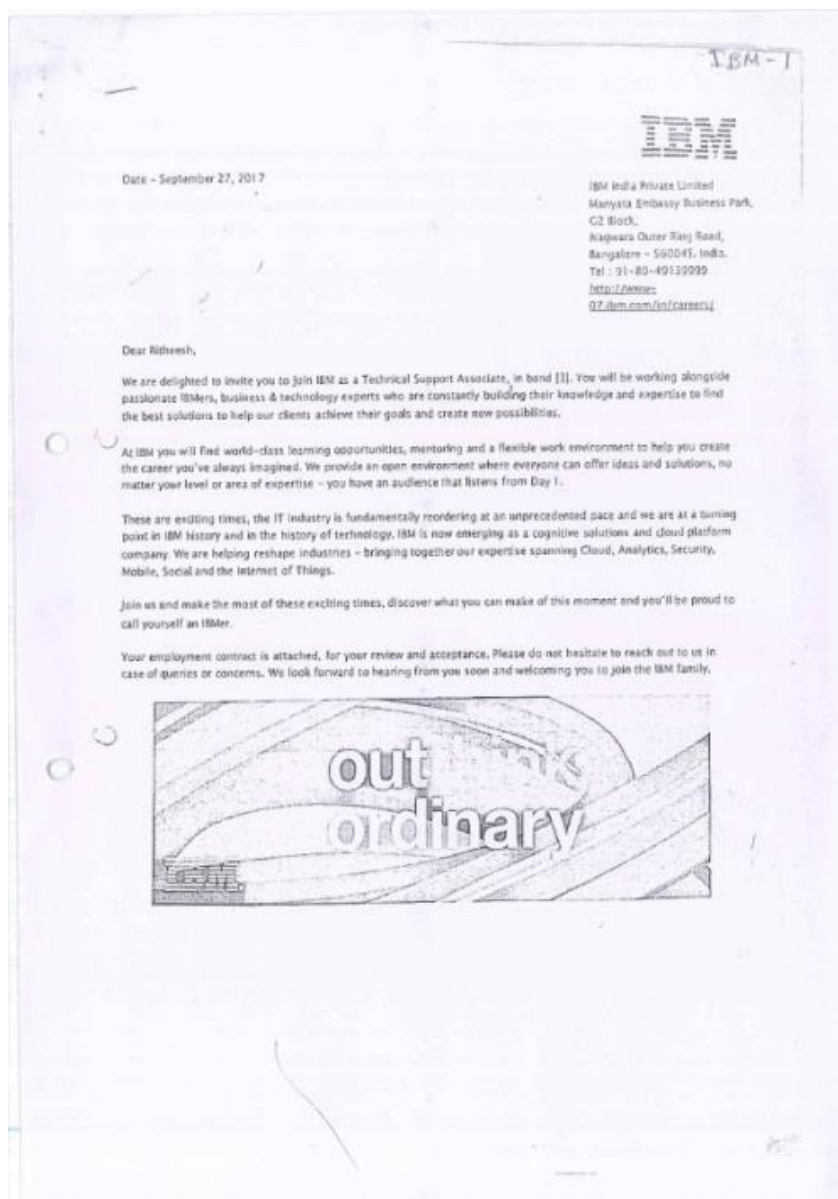 IBM-1
IBM
Date - September 27, 2017
IBM India Private Limited
Manyata Embassy Business Park,
G2 Block,
Nagwara Outer Ring Road,
Bangalore - 560045, India.
Tel : 91-80-49139999
http://www-
07.ibm.com/in/careers/
Dear Ritheesh,
We are delighted to invite you to join IBM as a Technical Support Associate, in band [3]. You will be working alongside
passionate IBMers, business & technology experts who are constantly building their knowledge and expertise to find
the best solutions to help our clients achieve their goals and create new possibilities.
At IBM you will find world-class learning opportunities, mentoring and a flexible work environment to help you create
the career you've always imagined. We provide an open environment where everyone can offer ideas and solutions, no
matter your level or area of expertise - you have an audience that listens from Day 1.
These are exciting times, the IT industry is fundamentally reordering at an unprecedented pace and we are at a turning
point in IBM history and in the history of technology. IBM is now emerging as a cognitive solutions and cloud platform
company. We are helping reshape industries - bringing together our expertise spanning Cloud, Analytics, Security,
Mobile, Social and the Internet of Things.
Join us and make the most of these exciting times, discover what you can make of this moment and you'll be proud to
call yourself an IBMer.
Your employment contract is attached, for your review and acceptance. Please do not hesitate to reach out to us in
case of queries or concerns. We look forward to hearing from you soon and welcoming you to join the IBM family.
out
ordinary
IBM.